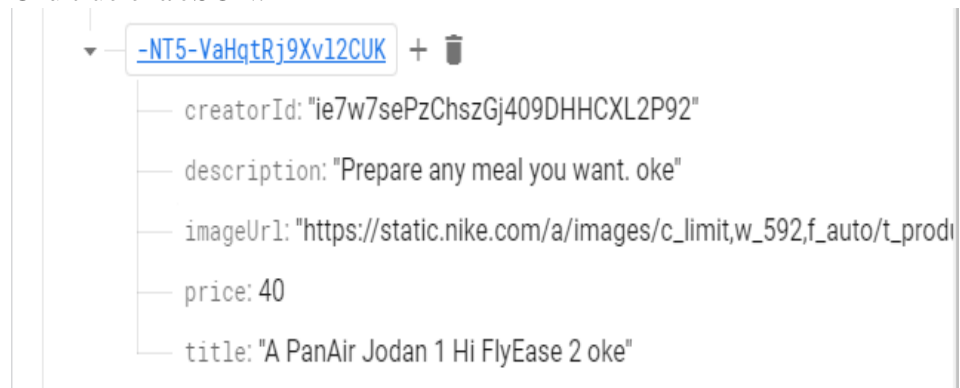 -NT5-VaHqtRj9Xvl2CUK
creatorId: "ie7w7sePzChszGj409DHHCXL2P92"
description: "Prepare any meal you want. oke"
imageUrl: "https://static.nike.com/a/images/c_limit,w_592,f_auto/t_produ
price: 40
title: "A PanAir Jodan 1 Hi FlyEase 2 oke"